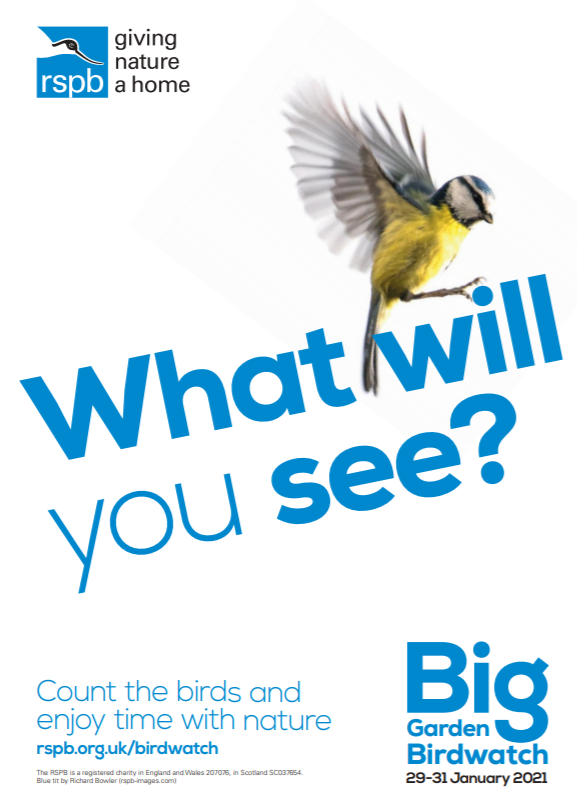 rspb
giving
nature
a home
What will
you see?
Count the birds and
enjoy time with nature
rspb.org.uk/birdwatch
The RSPB is a registered charity in England and Wales 207076, in Scotland SC037654.
Blue tit by Richard Bowler (rspb-images.com)
Big
Garden
Birdwatch
29-31 January 2021